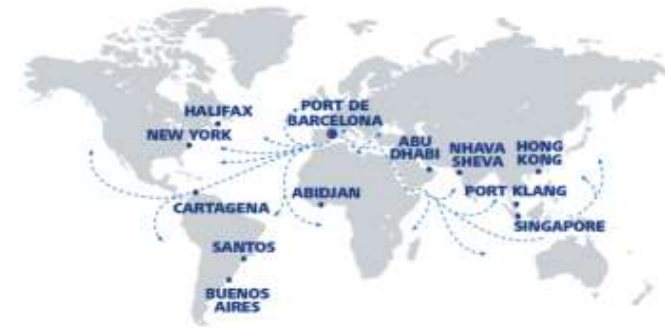 HALIFAX
NEW YORK
PORT DE
BARCELONA
ABU
DHABI
NHAVA
SHEVA
HONG
KONG
PORT KLANG
SINGAPORE
ABIDJAN
CARTAGENA
SANTOS
BUENOS
AIRES